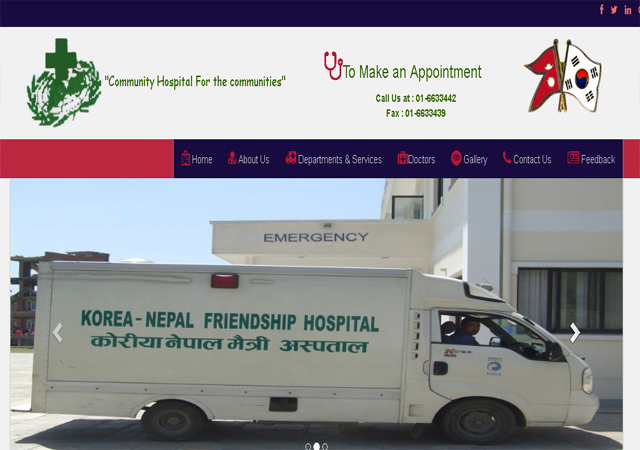 "Community Hospital For the communities"
To Make an Appointment
Call Us at : 01-6633442
Fax : 01-6633439
Home About Us Departments & Services Doctors Gallery Contact Us Feedback
EMERGENCY
KOREA - NEPAL FRIENDSHIP HOSPITAL
कोरीया नेपाल मैत्री अस्पताल